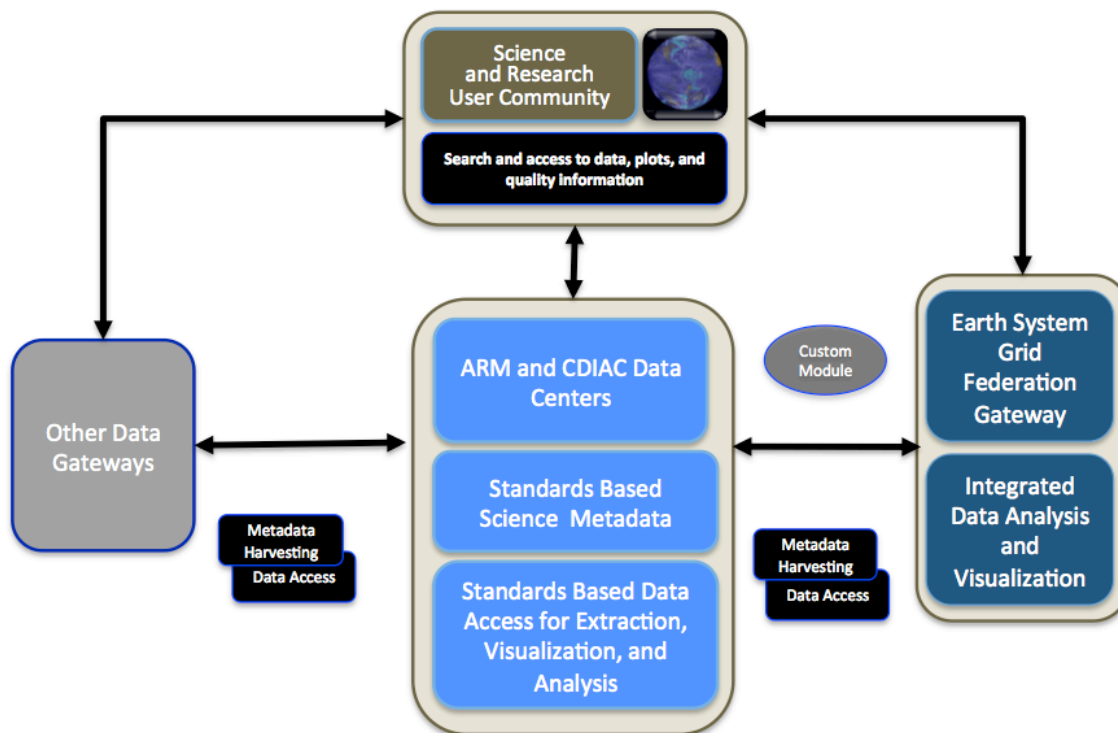 Science
and Research
User Community
Search and access to data, plots, and
quality information
Other Data
Gateways
Metadata
Harvesting
Data Access
ARM and CDIAC Data
Centers
Standards Based
Science Metadata
Standards Based Data
Access for Extraction,
Visualization, and
Analysis
Custom
Module
Metadata
Harvesting
Data Access
Earth System
Grid
Federation
Gateway
Integrated
Data Analysis
and
Visualization